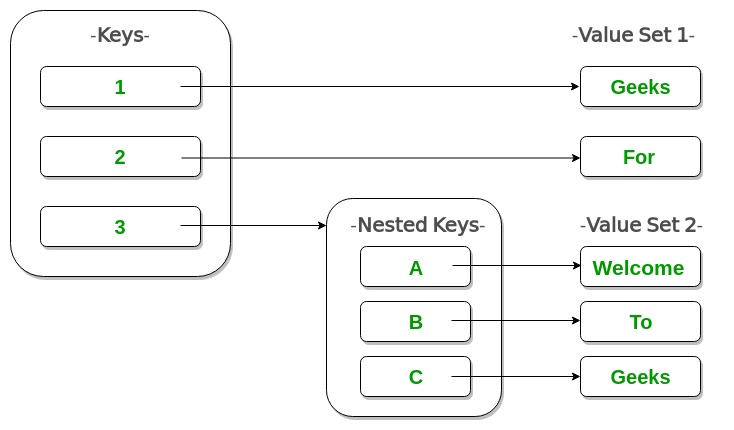 -Keys-
-Value Set 1-
1
Geeks
2
For
3
-Nested Keys-
-Value Set 2-
A
Welcome
B
To
C
Geeks